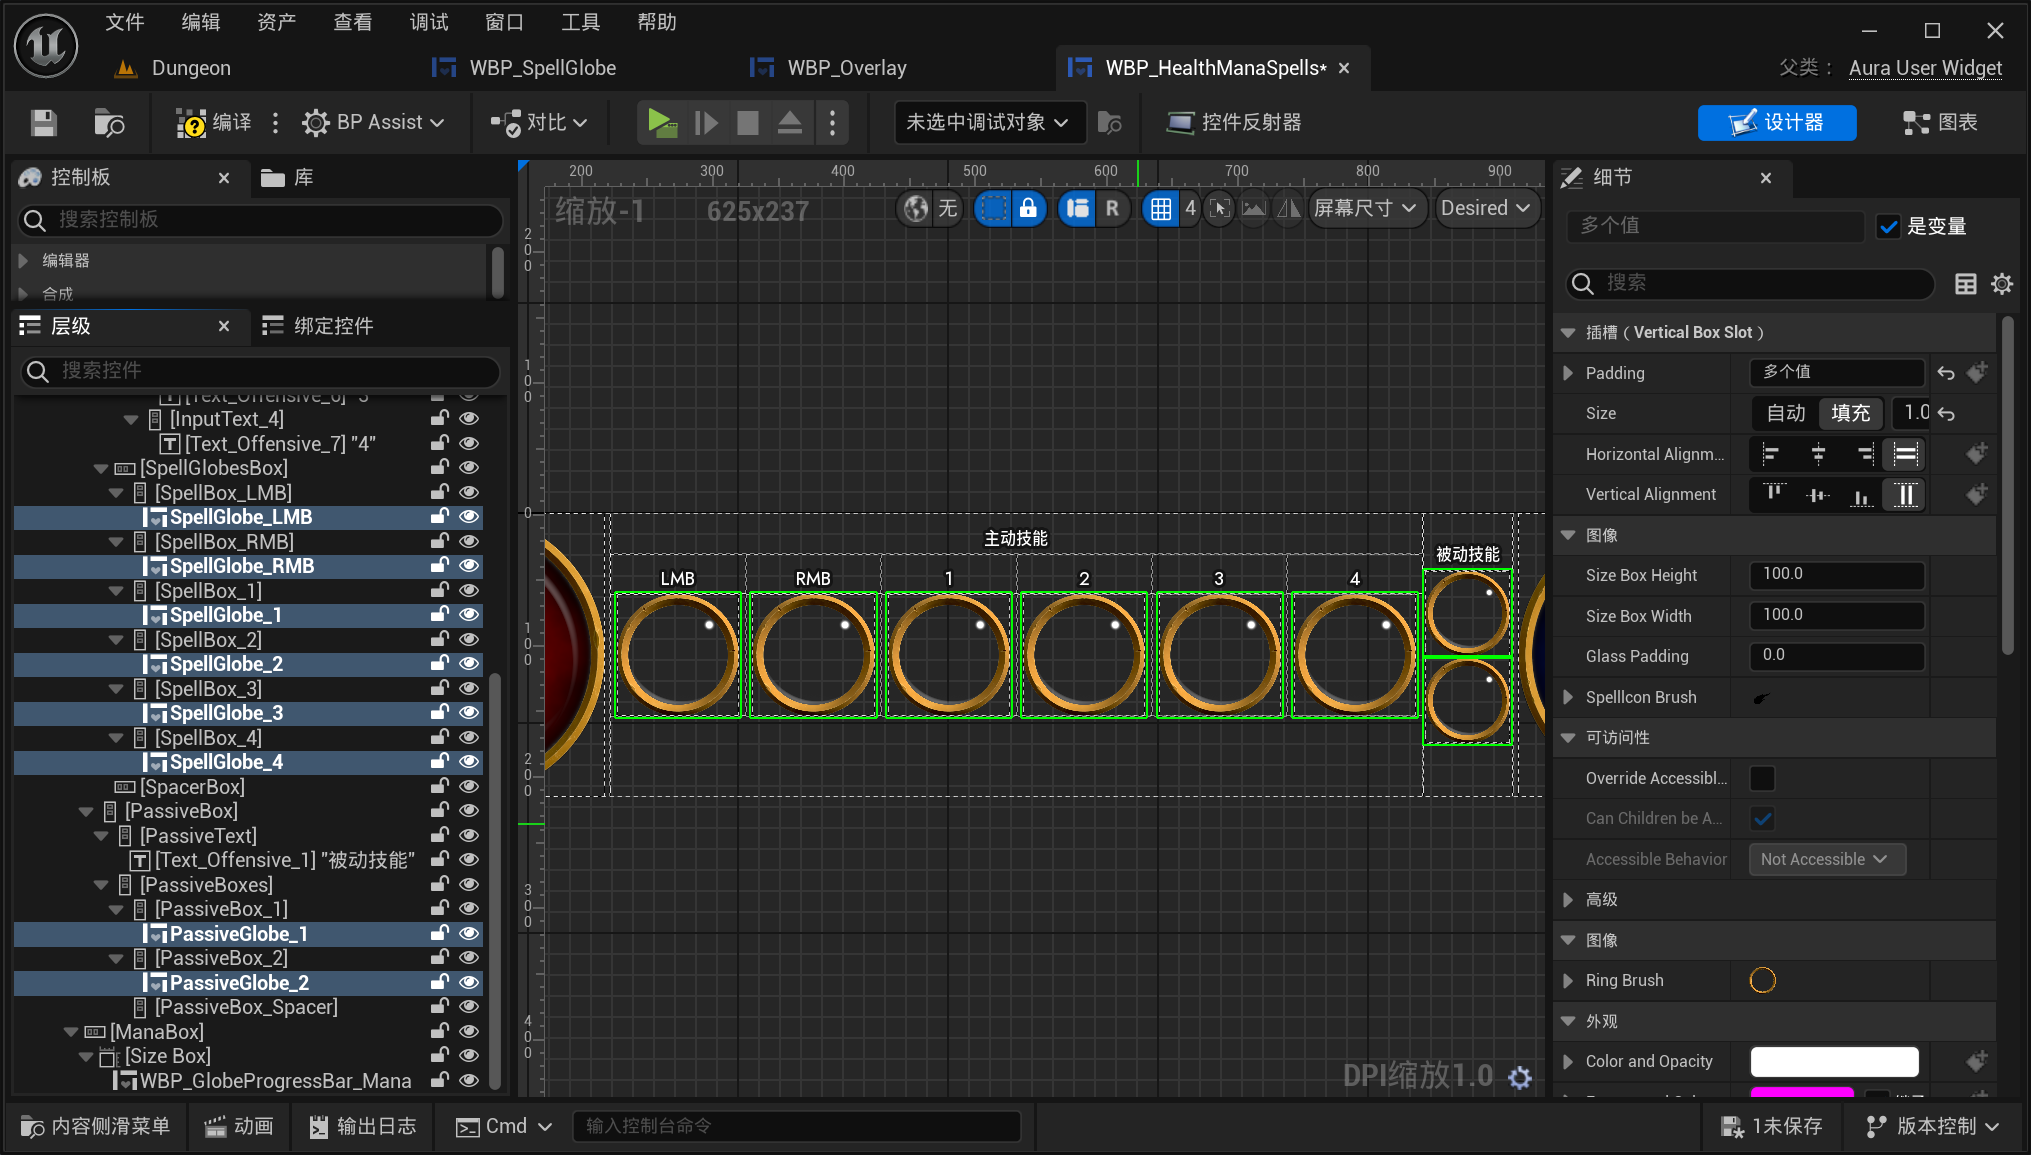 文件 编辑 资产 查看 调试 窗口 工具 帮助
Dungeon WBP_SpellGlobe WBP_Overlay WBP_HealthManaSpells* 父类： Aura User Widget
编译 BP Assist 对比 未选中调试对象 控件反射器 设计器 图表
控制板 库
搜索控制板
编辑器
合成
层级 绑定控件
搜索控件
[Text_Offensive_6] "3"
[InputText_4]
[Text_Offensive_7] "4"
[SpellGlobesBox]
[SpellBox_LMB]
SpellGlobe_LMB
[SpellBox_RMB]
SpellGlobe_RMB
[SpellBox_1]
SpellGlobe_1
[SpellBox_2]
SpellGlobe_2
[SpellBox_3]
SpellGlobe_3
[SpellBox_4]
SpellGlobe_4
[SpacerBox]
[PassiveBox]
[PassiveText]
[Text_Offensive_1] "被动技能"
[PassiveBoxes]
[PassiveBox_1]
PassiveGlobe_1
[PassiveBox_2]
PassiveGlobe_2
[PassiveBox_Spacer]
[ManaBox]
[Size Box]
WBP_GlobeProgressBar_Mana
200 300 400 500 600 700 800 900
缩放-1 625x237 无 R 4 屏幕尺寸 Desired
200
100
0
100
200
300
400
主动技能
被动技能
LMB RMB 1 2 3 4
DPI缩放1.0
细节
多个值 是变量
搜索
插槽（Vertical Box Slot）
Padding 多个值
Size 自动 填充 1.0
Horizontal Alignm...
Vertical Alignment
图像
Size Box Height 100.0
Size Box Width 100.0
Glass Padding 0.0
SpellIcon Brush
可访问性
Override Accessibl...
Can Children be A...
Accessible Behavior Not Accessible
高级
图像
Ring Brush
外观
Color and Opacity
内容侧滑菜单 动画 输出日志 Cmd 输入控制台命令 1未保存 版本控制